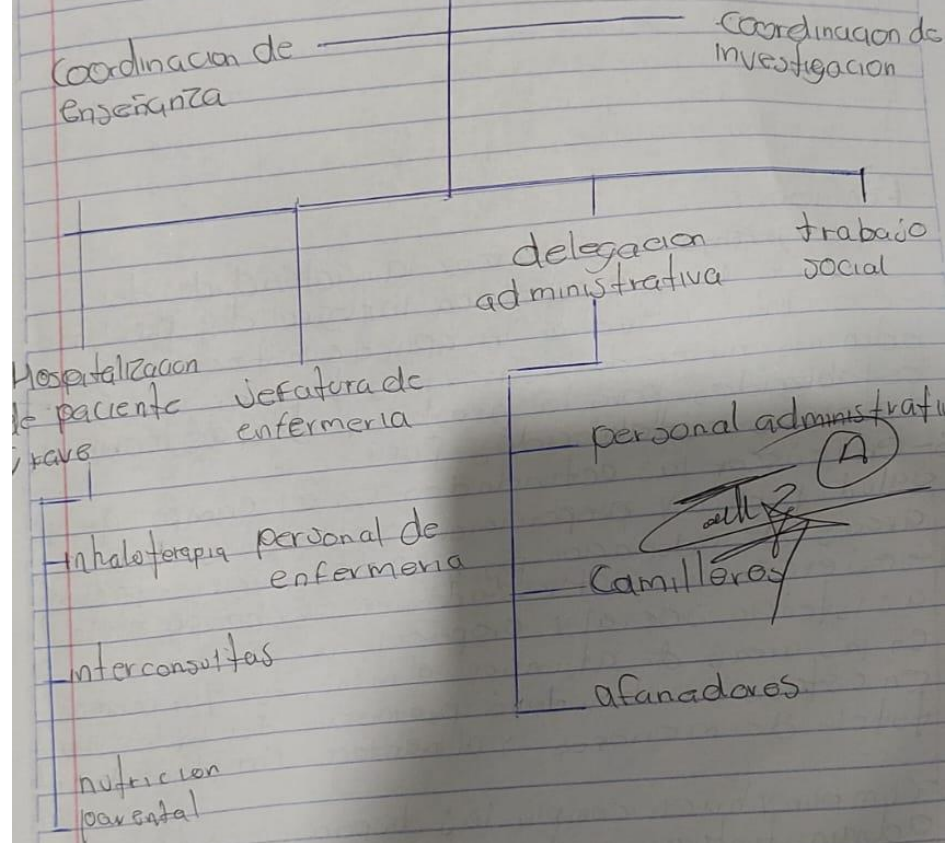 Coordinacion de
enseñanza
Coordinacion de
investigacion
delegacion
administrativa
trabajo
social
Hospitalizacion
de paciente
grave
Jefatura de
enfermeria
personal administrativ
A
Inhaloterapia
personal de
enfermeria
Camilleros
interconsultas
afanadores
nutricion
parental